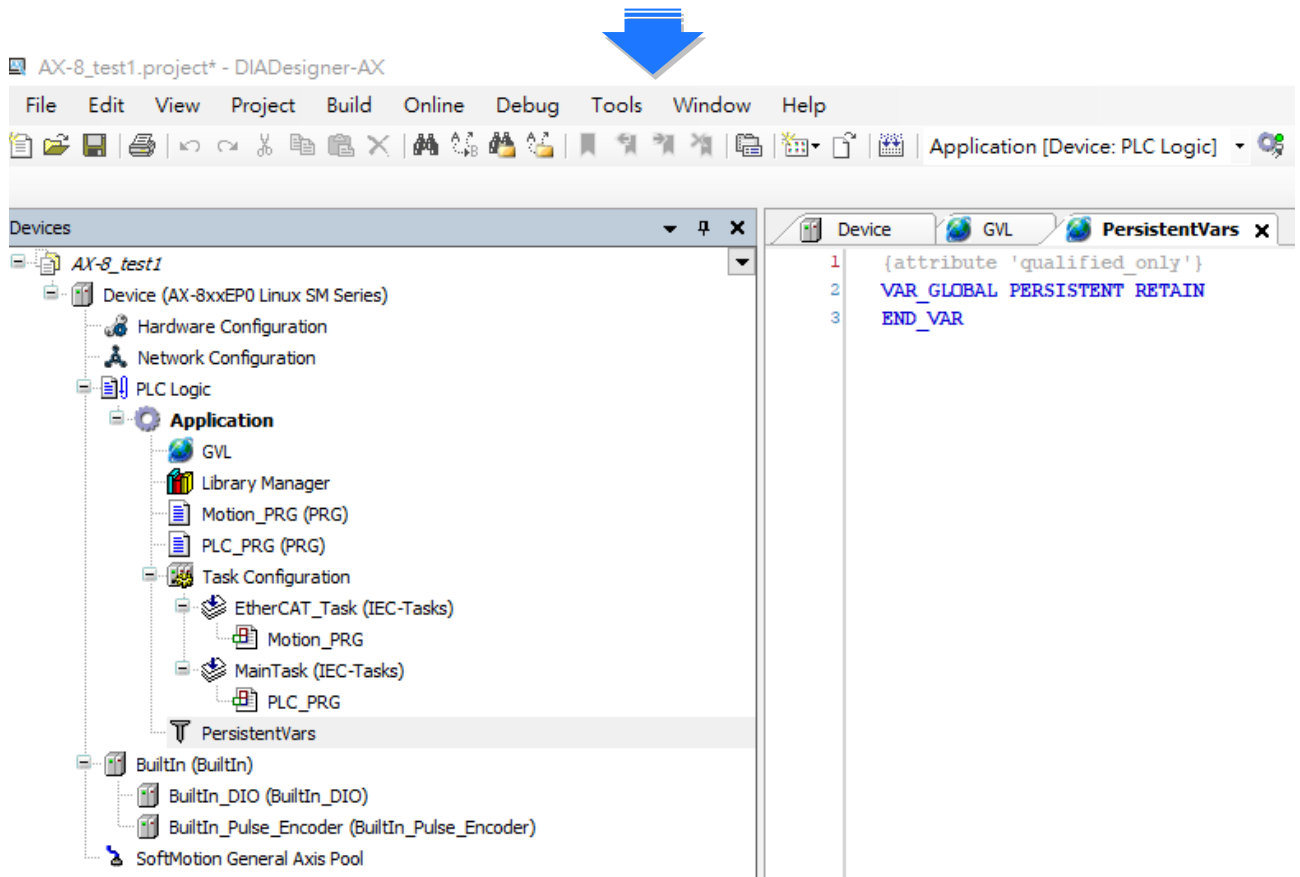 AX-8_test1.project* - DIADesigner-AX
File Edit View Project Build Online Debug Tools Window Help
Application [Device: PLC Logic]
Devices
AX-8_test1
Device (AX-8xxEP0 Linux SM Series)
Hardware Configuration
Network Configuration
PLC Logic
Application
GVL
Library Manager
Motion_PRG (PRG)
PLC_PRG (PRG)
Task Configuration
EtherCAT_Task (IEC-Tasks)
Motion_PRG
MainTask (IEC-Tasks)
PLC_PRG
PersistentVars
BuiltIn (BuiltIn)
BuiltIn_DIO (BuiltIn_DIO)
BuiltIn_Pulse_Encoder (BuiltIn_Pulse_Encoder)
SoftMotion General Axis Pool
Device GVL PersistentVars
1 {attribute 'qualified_only'}
2 VAR_GLOBAL PERSISTENT RETAIN
3 END_VAR